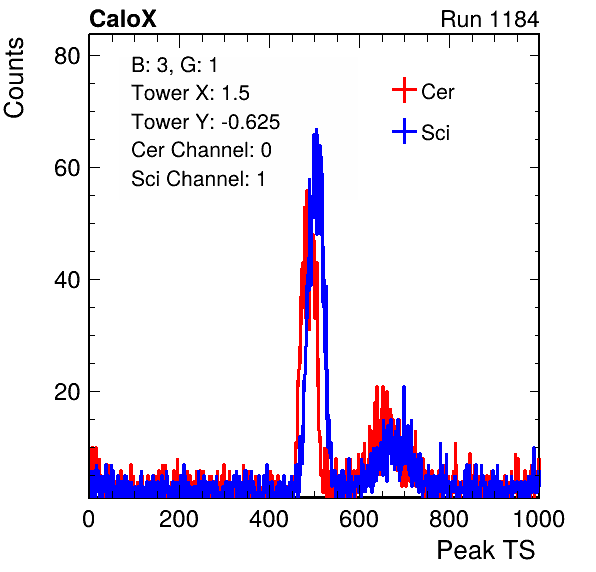 CaloX
Run 1184
Counts
B: 3, G: 1
Tower X: 1.5
Tower Y: -0.625
Cer Channel: 0
Sci Channel: 1
Cer
Sci
80
60
40
20
0 200 400 600 800 1000
Peak TS